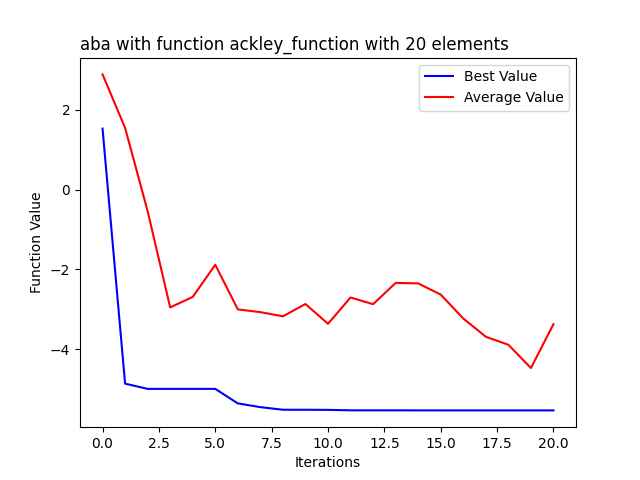 aba with function ackley_function with 20 elements
Best Value
Average Value
2
0
−2
−4
Function Value
0.0 2.5 5.0 7.5 10.0 12.5 15.0 17.5 20.0
Iterations